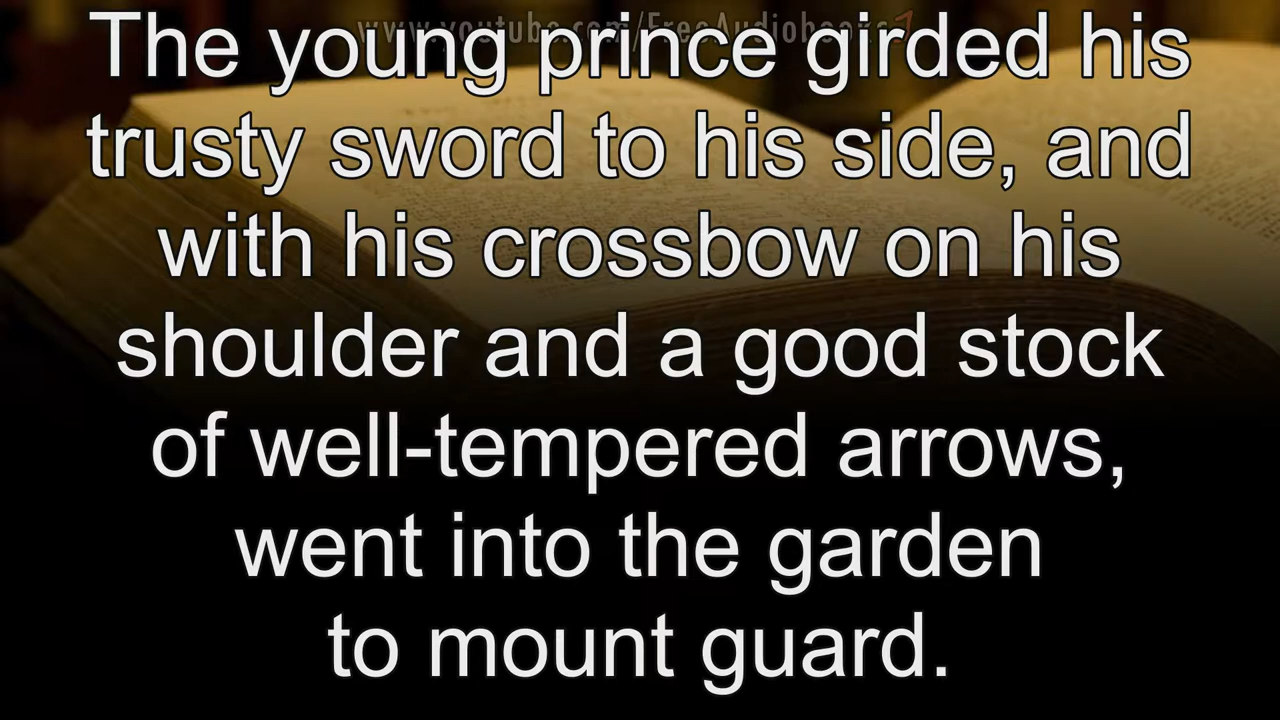 www.youtube.com/FreeAudiobooks
The young prince girded his
trusty sword to his side, and
with his crossbow on his
shoulder and a good stock
of well-tempered arrows,
went into the garden
to mount guard.